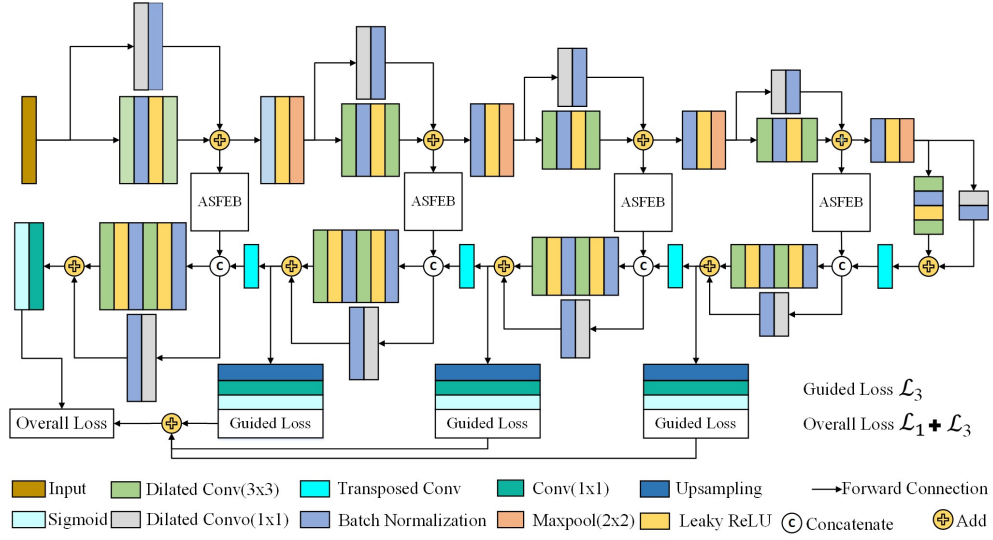 ASFEB
ASFEB
ASFEB
ASFEB
C
C
C
C
Guided Loss
Guided Loss
Guided Loss
Overall Loss
Guided Loss ℒ3
Overall Loss ℒ1 + ℒ3
Input
Dilated Conv(3x3)
Transposed Conv
Conv(1x1)
Upsampling
Forward Connection
Sigmoid
Dilated Convo(1x1)
Batch Normalization
Maxpool(2x2)
Leaky ReLU
C Concatenate
Add